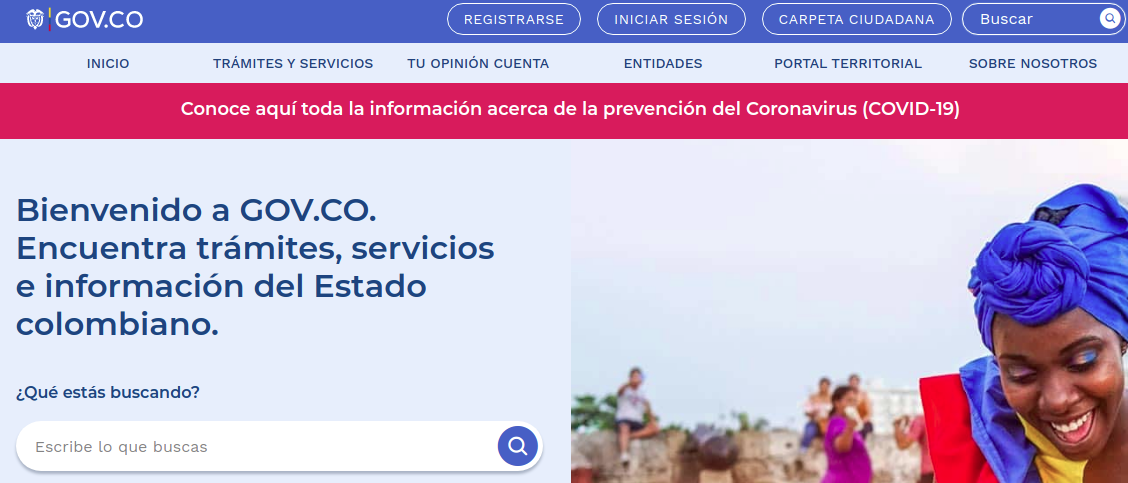 GOV.CO
REGISTRARSE
INICIAR SESIÓN
CARPETA CIUDADANA
Buscar
INICIO
TRÁMITES Y SERVICIOS
TU OPINIÓN CUENTA
ENTIDADES
PORTAL TERRITORIAL
SOBRE NOSOTROS
Conoce aquí toda la información acerca de la prevención del Coronavirus (COVID-19)
Bienvenido a GOV.CO.
Encuentra trámites, servicios
e información del Estado
colombiano.
¿Qué estás buscando?
Escribe lo que buscas